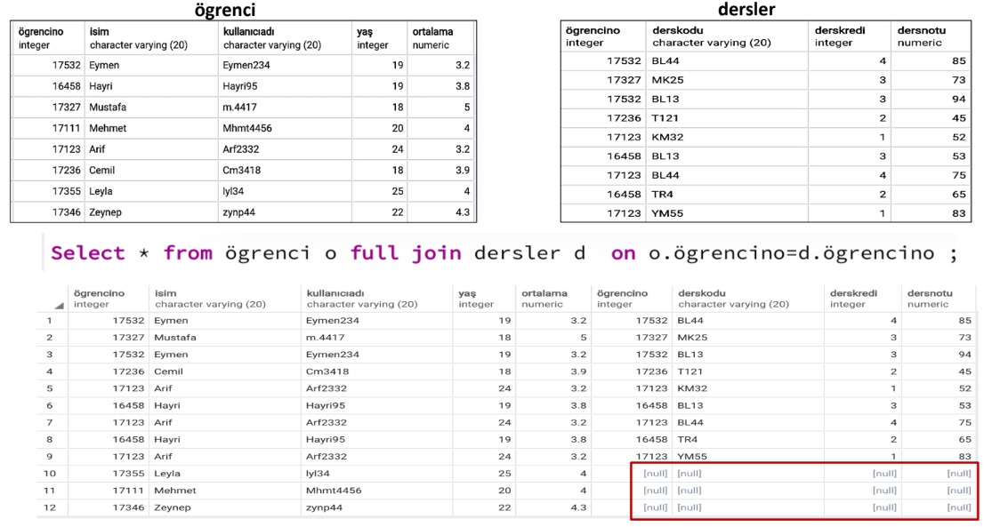 ögrenci
ögrencino isim kullanıcıadı yaş ortalama
integer character varying (20) character varying (20) integer numeric
17532 Eymen Eymen234 19 3.2
16458 Hayri Hayri95 19 3.8
17327 Mustafa m.4417 18 5
17111 Mehmet Mhmt4456 20 4
17123 Arif Arf2332 24 3.2
17236 Cemil Cm3418 18 3.9
17355 Leyla lyl34 25 4
17346 Zeynep zynp44 22 4.3
dersler
ögrencino derskodu derskredi dersnotu
integer character varying (20) integer numeric
17532 BL44 4 85
17327 MK25 3 73
17532 BL13 3 94
17236 T121 2 45
17123 KM32 1 52
16458 BL13 3 53
17123 BL44 4 75
16458 TR4 2 65
17123 YM55 1 83
Select * from ögrenci o full join dersler d on o.ögrencino=d.ögrencino ;
ögrencino isim kullanıcıadı yaş ortalama ögrencino derskodu derskredi dersnotu
integer character varying (20) character varying (20) integer numeric integer character varying (20) integer numeric
1 17532 Eymen Eymen234 19 3.2 17532 BL44 4 85
2 17327 Mustafa m.4417 18 5 17327 MK25 3 73
3 17532 Eymen Eymen234 19 3.2 17532 BL13 3 94
4 17236 Cemil Cm3418 18 3.9 17236 T121 2 45
5 17123 Arif Arf2332 24 3.2 17123 KM32 1 52
6 16458 Hayri Hayri95 19 3.8 16458 BL13 3 53
7 17123 Arif Arf2332 24 3.2 17123 BL44 4 75
8 16458 Hayri Hayri95 19 3.8 16458 TR4 2 65
9 17123 Arif Arf2332 24 3.2 17123 YM55 1 83
10 17355 Leyla lyl34 25 4 [null] [null] [null] [null]
11 17111 Mehmet Mhmt4456 20 4 [null] [null] [null] [null]
12 17346 Zeynep zynp44 22 4.3 [null] [null] [null] [null]